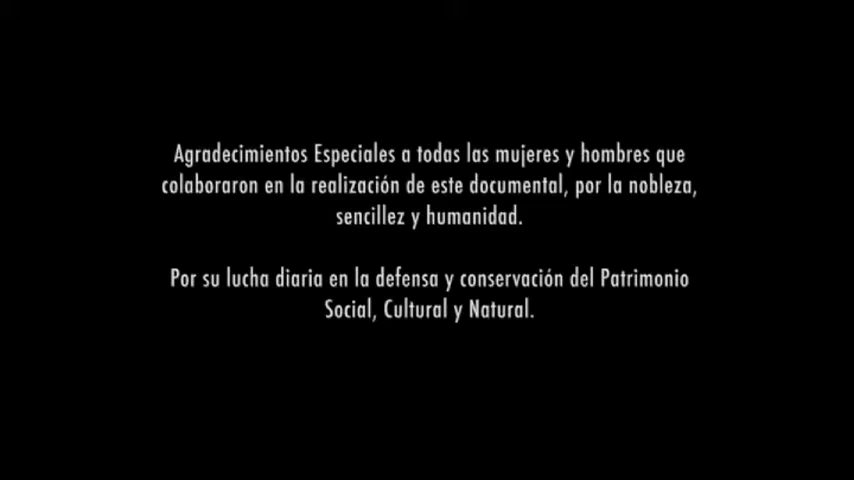 Agradecimientos Especiales a todas las mujeres y hombres que
colaboraron en la realización de este documental, por la nobleza,
sencillez y humanidad.
Por su lucha diaria en la defensa y conservación del Patrimonio
Social, Cultural y Natural.